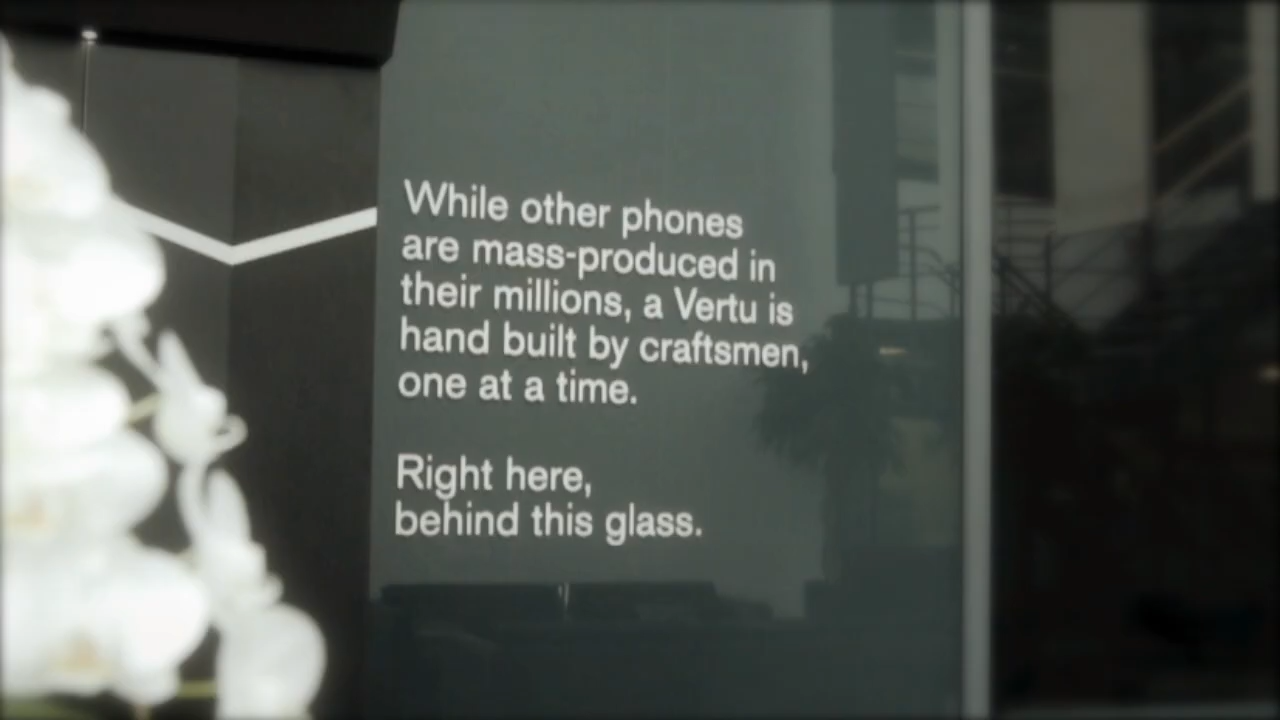 While other phones
are mass-produced in
their millions, a Vertu is
hand built by craftsmen,
one at a time.
Right here,
behind this glass.